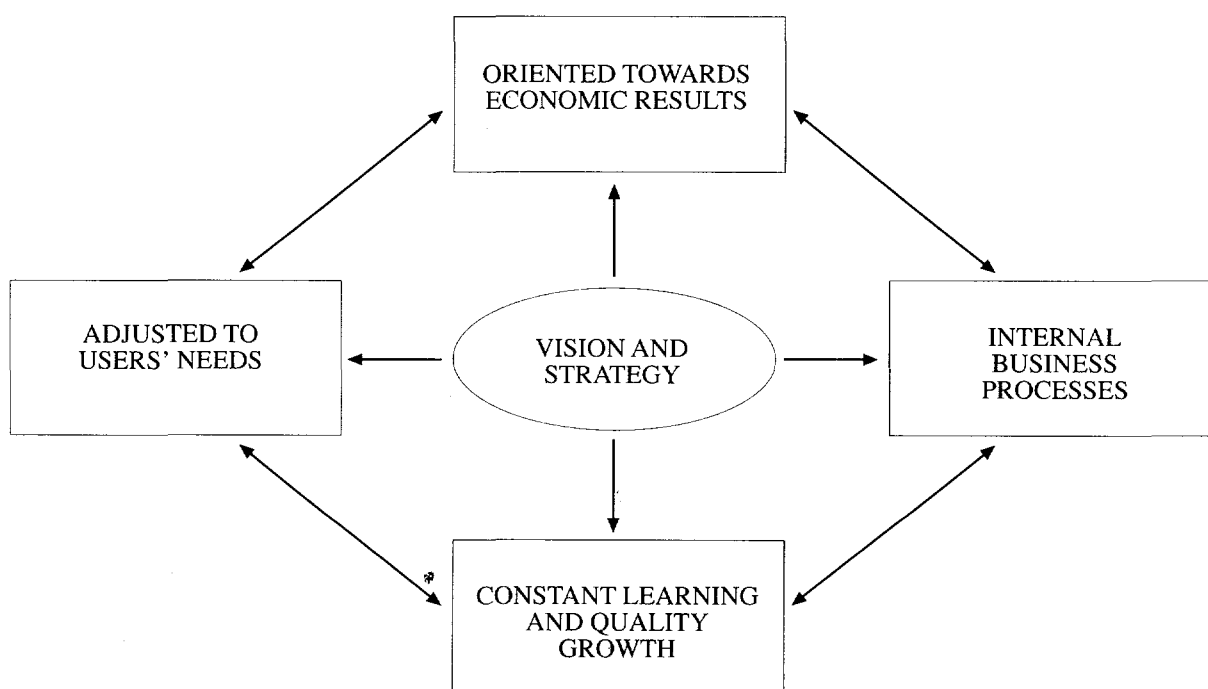 ORIENTED TOWARDS
ECONOMIC RESULTS
ADJUSTED TO
USERS’ NEEDS
VISION AND
STRATEGY
INTERNAL
BUSINESS
PROCESSES
CONSTANT LEARNING
AND QUALITY
GROWTH